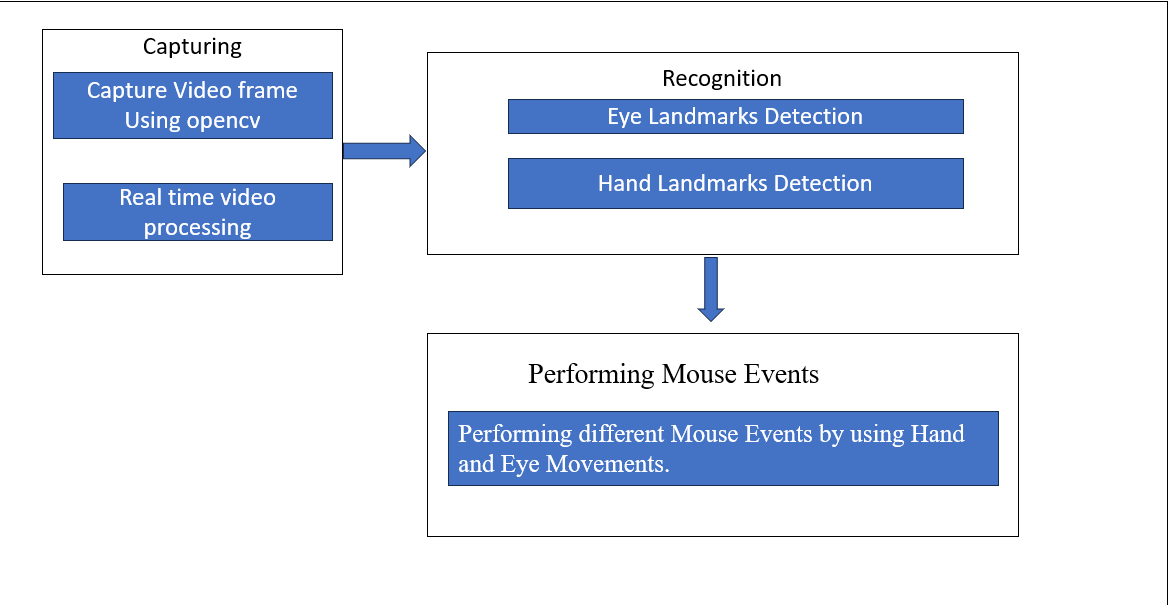 Capturing
Capture Video frame
Using opencv
Real time video
processing
Recognition
Eye Landmarks Detection
Hand Landmarks Detection
Performing Mouse Events
Performing different Mouse Events by using Hand
and Eye Movements.